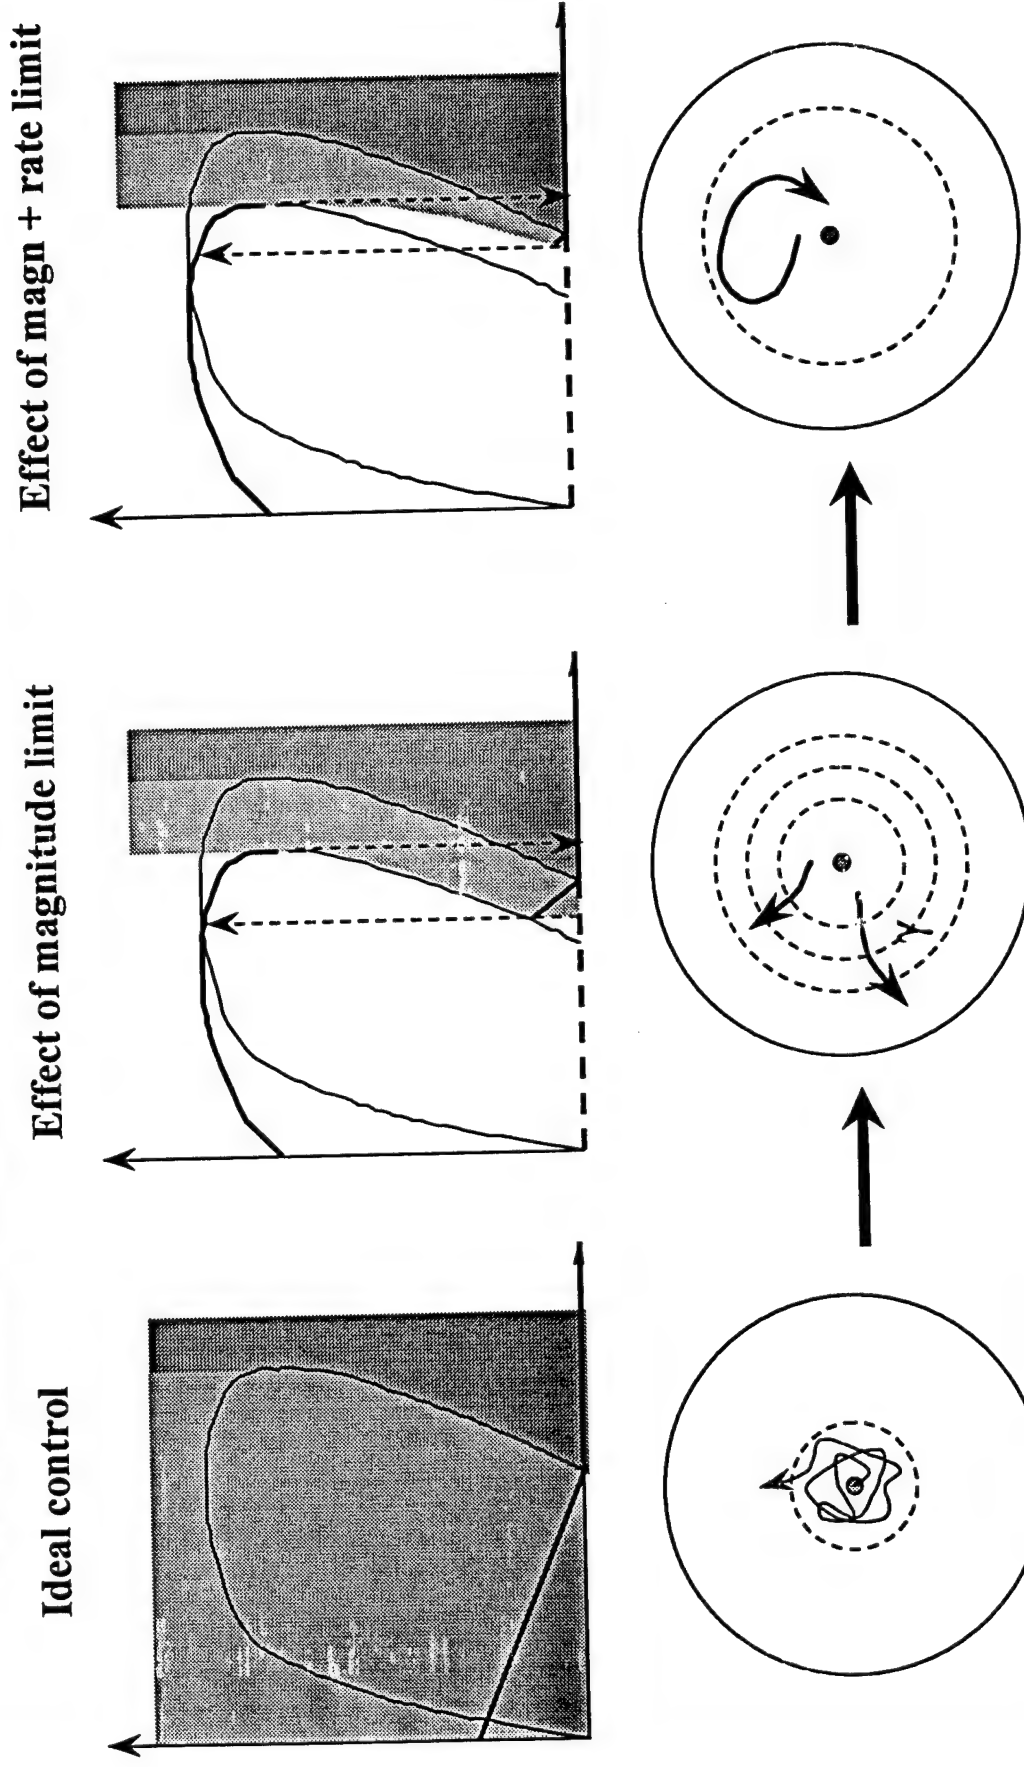 Ideal control
Effect of magnitude limit
Effect of magn + rate limit